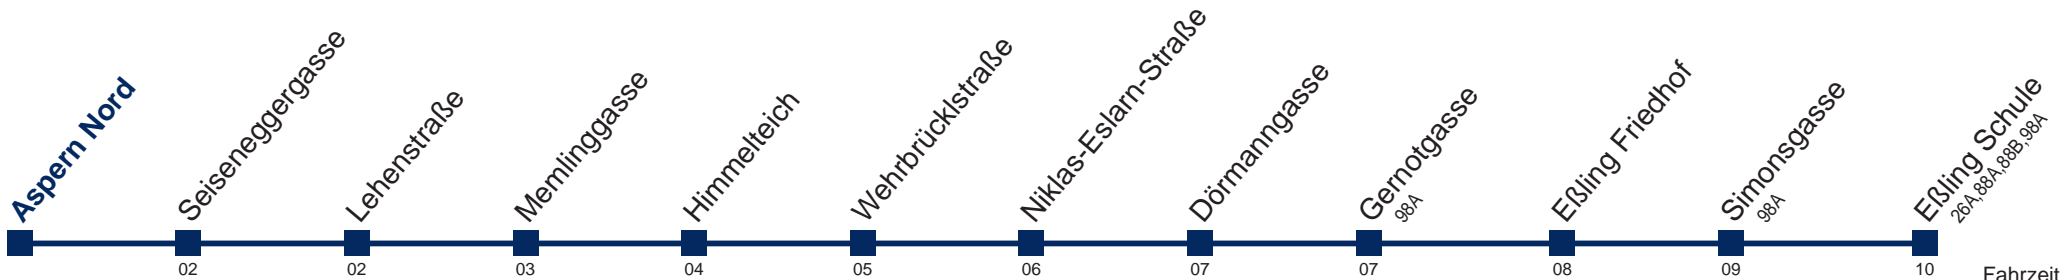 Aspern Nord
Seiseneggergasse
Lehenstraße
Memlinggasse
Himmelteich
Wehrbrücklstraße
Niklas-Eslarn-Straße
Dörmanngasse
Gernotgasse
98A
Eßling Friedhof
Simonsgasse
98A
Eßling Schule
26A,88A,88B,98A
02
02
03
04
05
06
07
07
08
09
10
Fahrzeit